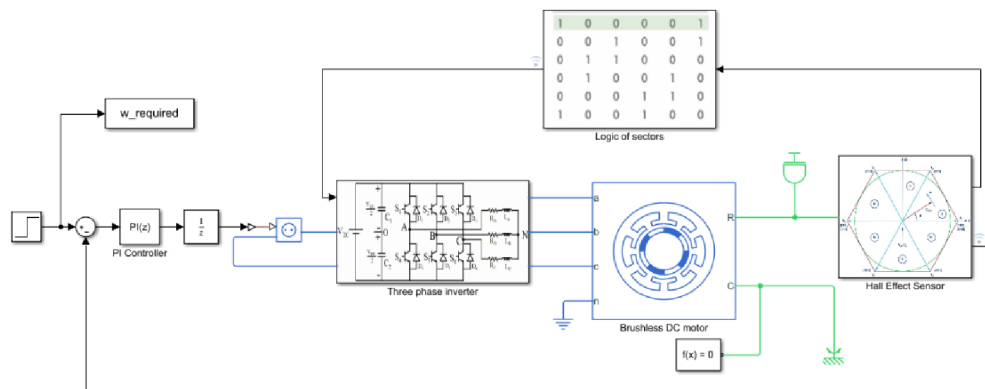 1 0 0 0 0 1
0 0 1 0 0 1
0 1 1 0 0 0
0 1 0 0 1 0
0 0 0 1 1 0
1 0 0 1 0 0
Logic of sectors
w_required
PI(z)
PI Controller
1
z
A
B
C
N
Three phase inverter
a
b
c
n
R
C
Brushless DC motor
f(x) = 0
Hall Effect Sensor